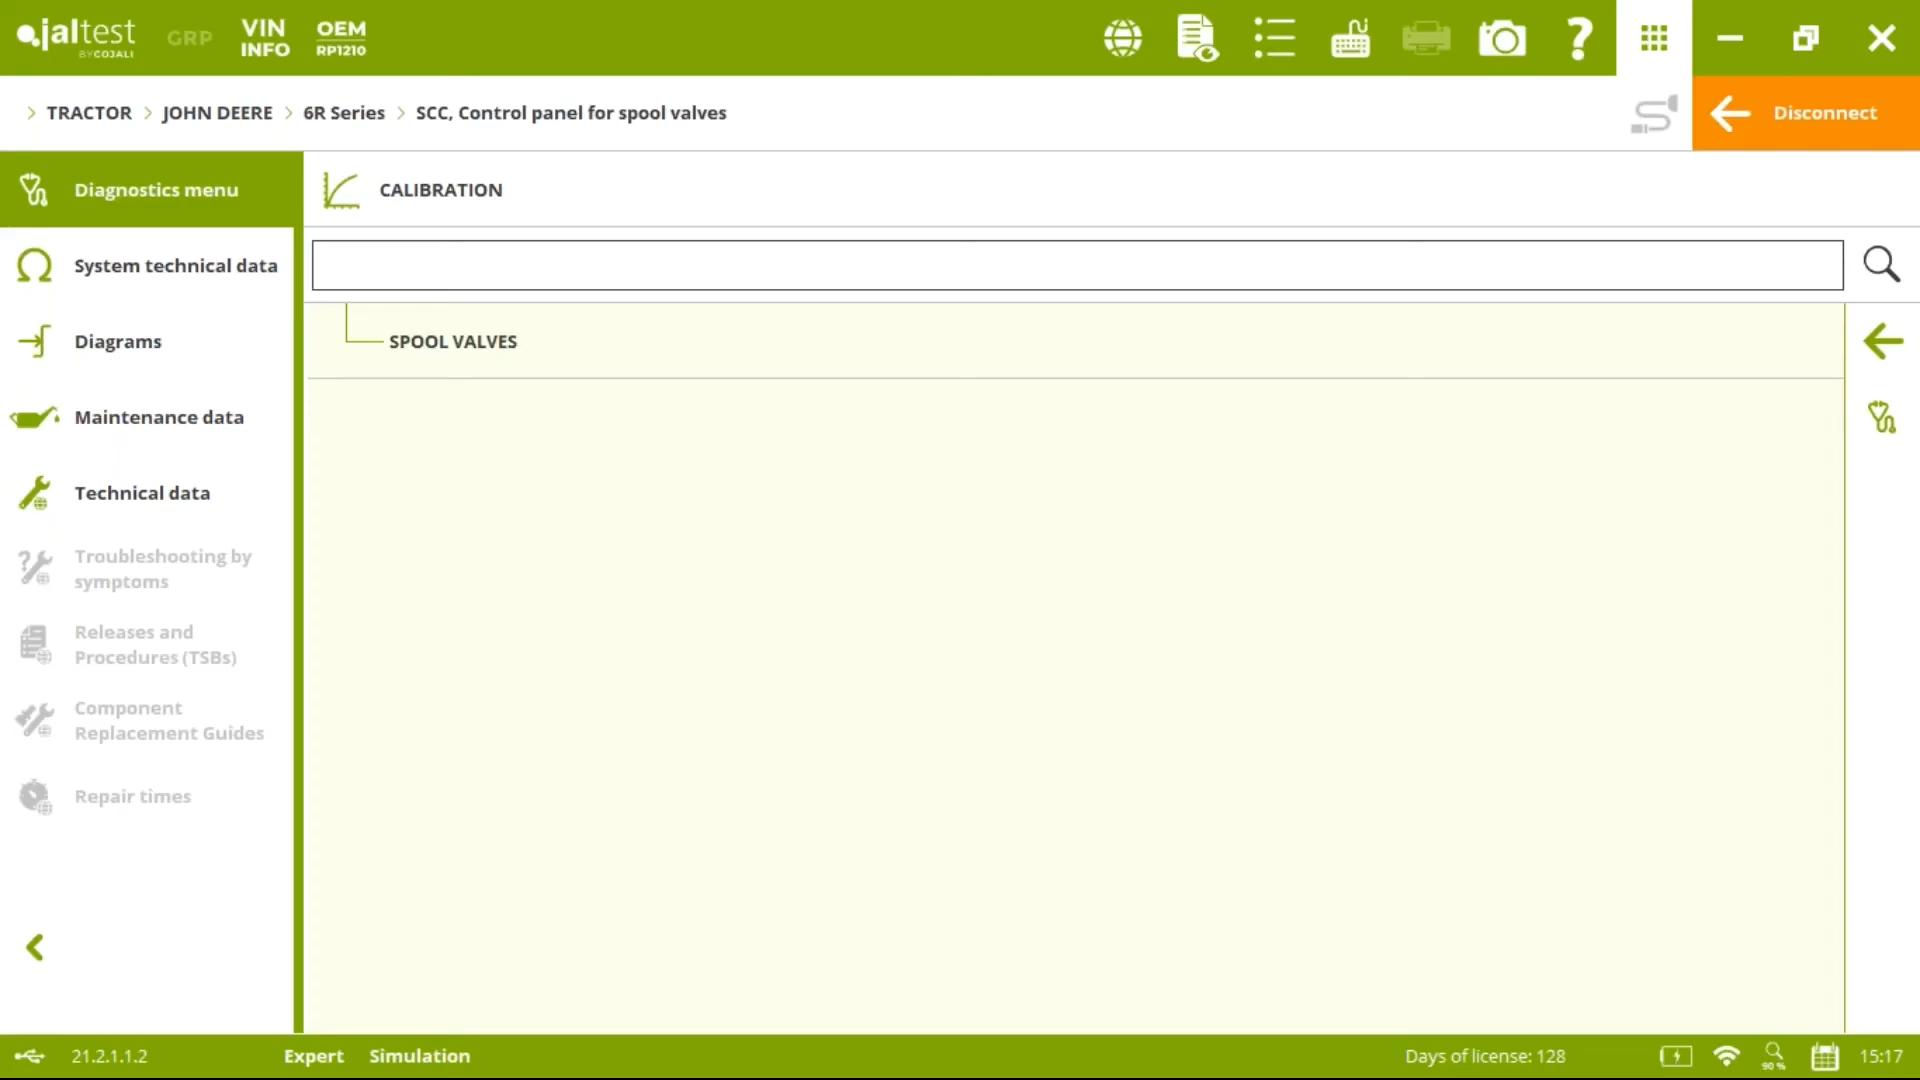 jaltest
BY COJALI
GRP
VIN
INFO
OEM
RP1210
?
> TRACTOR > JOHN DEERE > 6R Series > SCC, Control panel for spool valves
Disconnect
Diagnostics menu
CALIBRATION
System technical data
SPOOL VALVES
Diagrams
Maintenance data
Technical data
Troubleshooting by
symptoms
Releases and
Procedures (TSBs)
Component
Replacement Guides
Repair times
21.2.1.1.2
Expert
Simulation
Days of license: 128
90 %
15:17